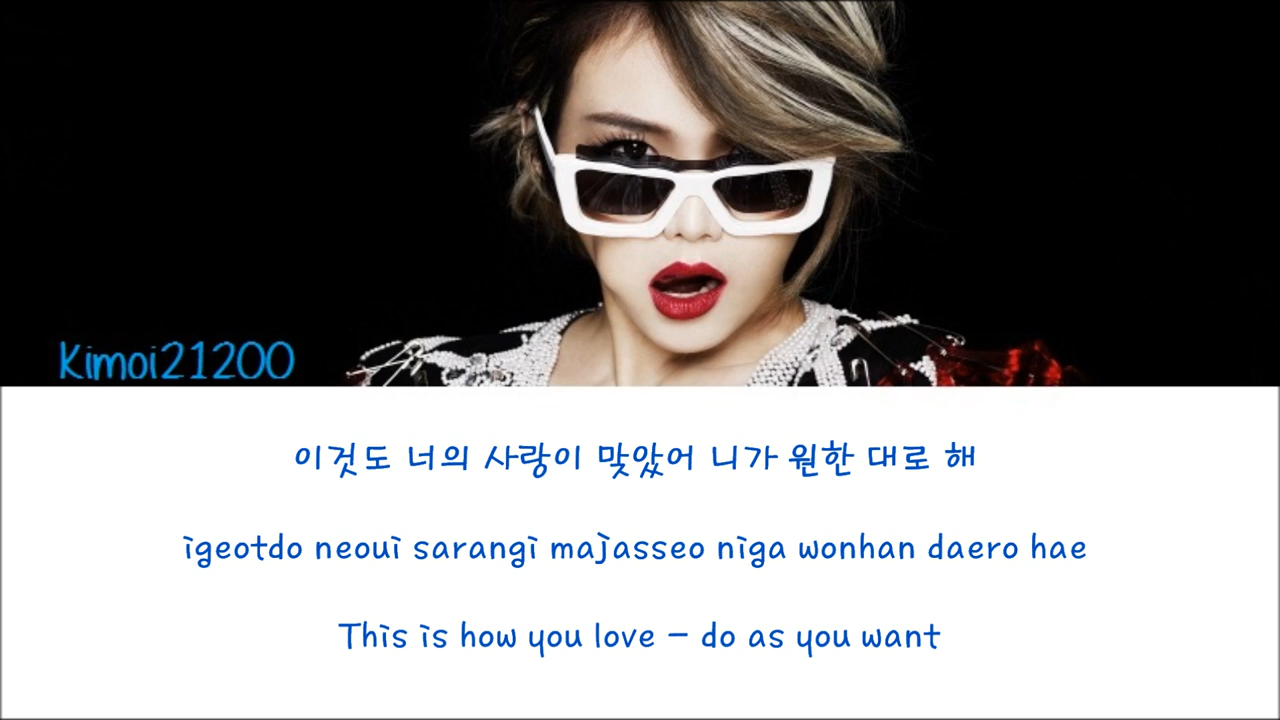 Kimoi21200
이것도 너의 사랑이 맞았어 니가 원한 대로 해
igeotdo neoui sarangi majasseo niga wonhan daero hae
This is how you love – do as you want